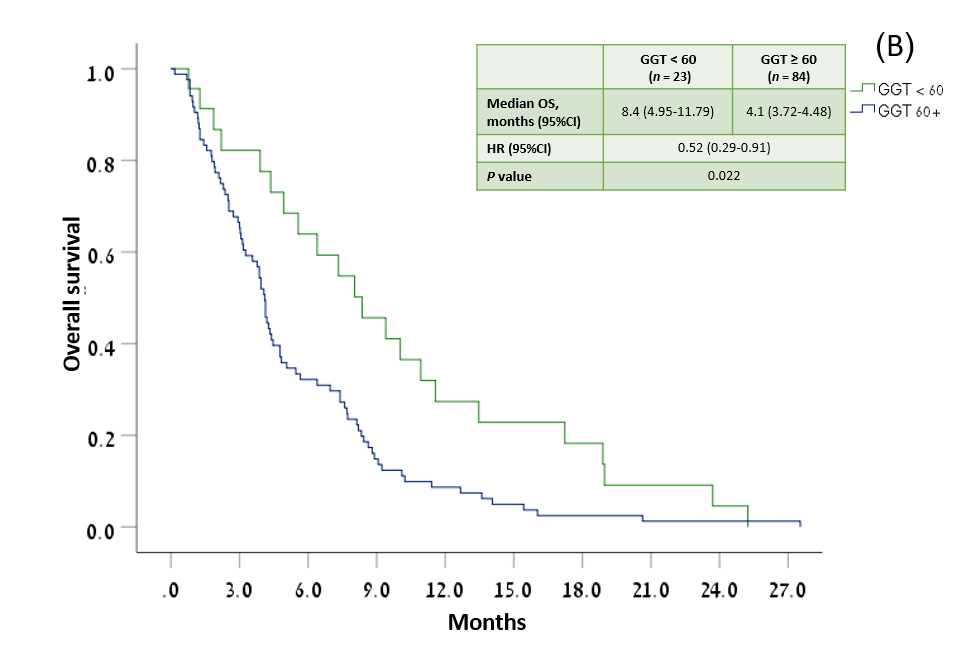 (B)
GGT < 60
(n = 23)
GGT ≥ 60
(n = 84)
Median OS,
months (95%CI)
8.4 (4.95-11.79)
4.1 (3.72-4.48)
HR (95%CI)
0.52 (0.29-0.91)
P value
0.022
GGT < 60
GGT 60+
Overall survival
1.0
0.8
0.6
0.4
0.2
0.0
.0 3.0 6.0 9.0 12.0 15.0 18.0 21.0 24.0 27.0
Months